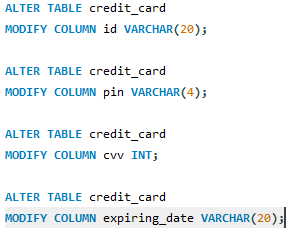 ALTER TABLE credit_card
MODIFY COLUMN id VARCHAR(20);
ALTER TABLE credit_card
MODIFY COLUMN pin VARCHAR(4);
ALTER TABLE credit_card
MODIFY COLUMN cvv INT;
ALTER TABLE credit_card
MODIFY COLUMN expiring_date VARCHAR(20);